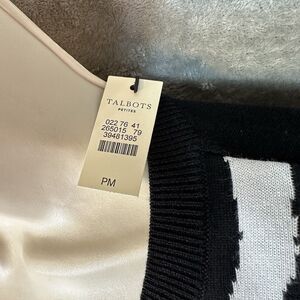 TALBOTS
PETITES
022 76 41
265015 79
39481395
PM